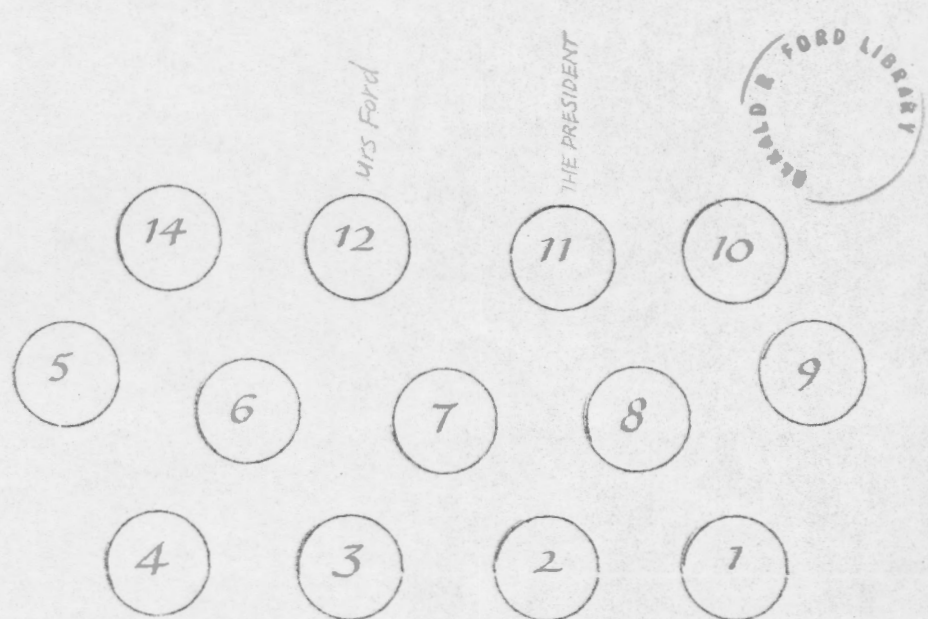 GERALD R FORD LIBRARY
Mrs Ford
THE PRESIDENT
14 12 11 10
5 6 7 8 9
4 3 2 1